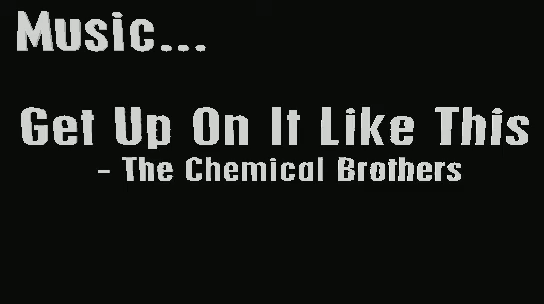 Music...
Get Up On It Like This
- The Chemical Brothers